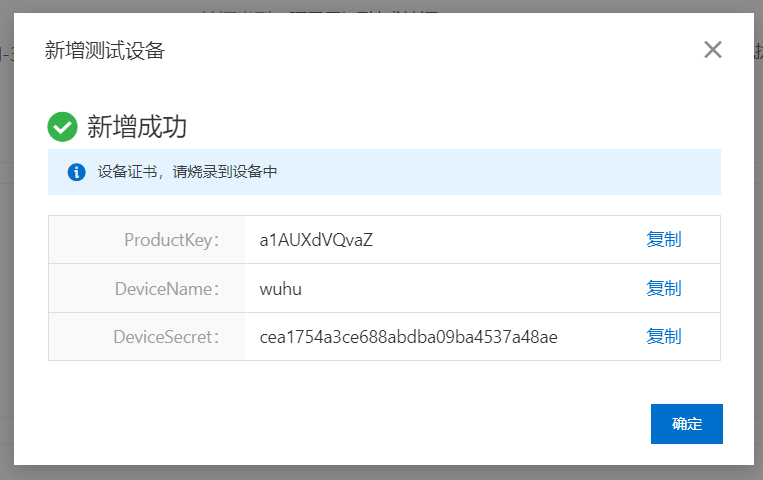 新增测试设备
新增成功
设备证书，请烧录到设备中
ProductKey： a1AUXdVQvaZ 复制
DeviceName： wuhu 复制
DeviceSecret： cea1754a3ce688abdba09ba4537a48ae 复制
确定